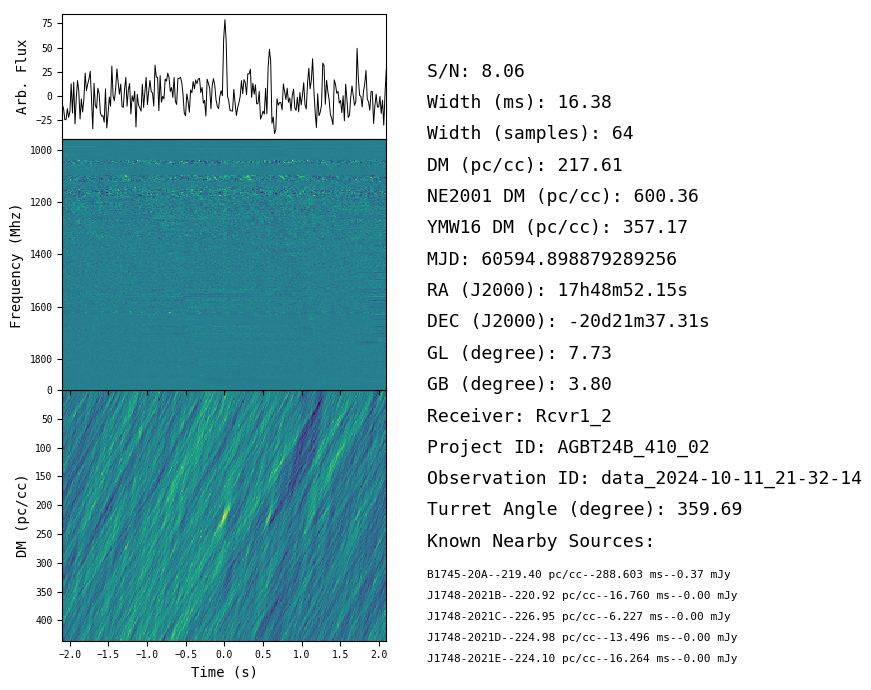 75
50
25
0
−25
Arb. Flux
1000
1200
1400
1600
1800
Frequency (Mhz)
0
50
100
150
200
250
300
350
400
DM (pc/cc)
−2.0 −1.5 −1.0 −0.5 0.0 0.5 1.0 1.5 2.0
Time (s)
S/N: 8.06
Width (ms): 16.38
Width (samples): 64
DM (pc/cc): 217.61
NE2001 DM (pc/cc): 600.36
YMW16 DM (pc/cc): 357.17
MJD: 60594.898879289256
RA (J2000): 17h48m52.15s
DEC (J2000): -20d21m37.31s
GL (degree): 7.73
GB (degree): 3.80
Receiver: Rcvr1_2
Project ID: AGBT24B_410_02
Observation ID: data_2024-10-11_21-32-14
Turret Angle (degree): 359.69
Known Nearby Sources:
B1745-20A--219.40 pc/cc--288.603 ms--0.37 mJy
J1748-2021B--220.92 pc/cc--16.760 ms--0.00 mJy
J1748-2021C--226.95 pc/cc--6.227 ms--0.00 mJy
J1748-2021D--224.98 pc/cc--13.496 ms--0.00 mJy
J1748-2021E--224.10 pc/cc--16.264 ms--0.00 mJy